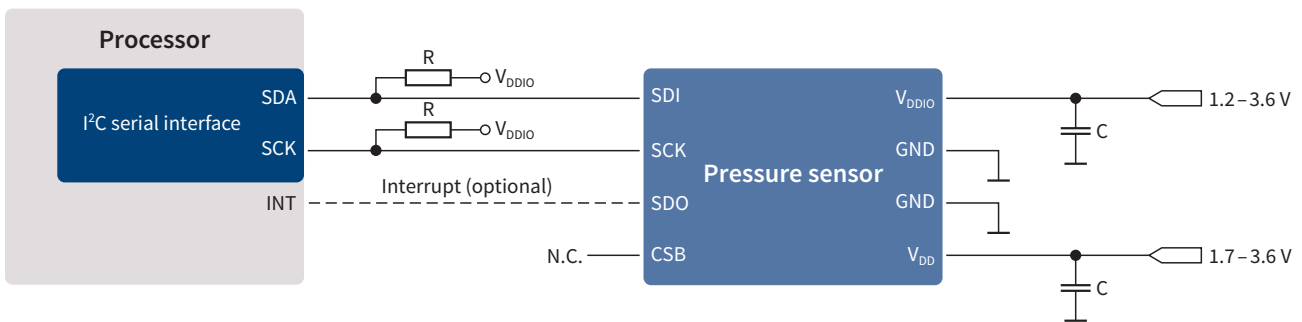 Processor
I²C serial interface
SDA
SCK
INT
R
V_DDIO
R
V_DDIO
Interrupt (optional)
N.C.
SDI
SCK
SDO
CSB
Pressure sensor
V_DDIO
GND
GND
V_DD
1.2–3.6 V
C
1.7–3.6 V
C